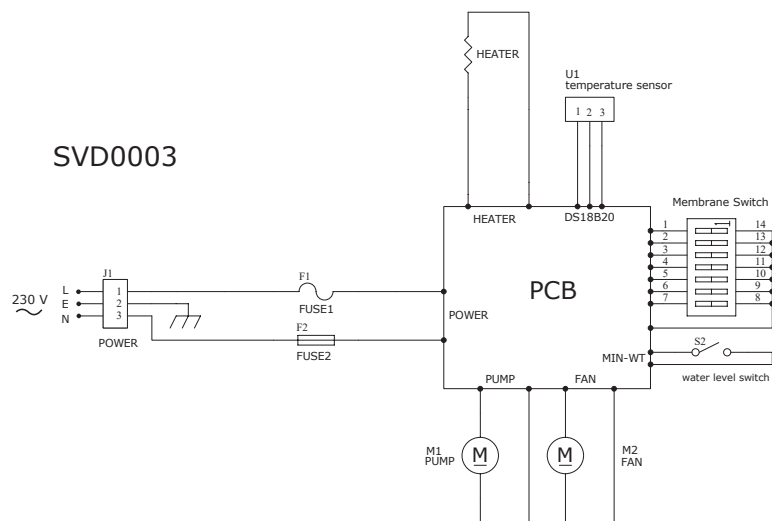 HEATER
U1
temperature sensor
1 2 3
SVD0003
Membrane Switch
HEATER
DS18B20
1
2
3
4
5
6
7
1
14
13
12
11
10
9
8
J1
L
E
N
1
2
3
230 V
POWER
F1
FUSE1
F2
FUSE2
PCB
POWER
MIN-WT
S2
water level switch
PUMP
FAN
M1
PUMP
M
M
M2
FAN